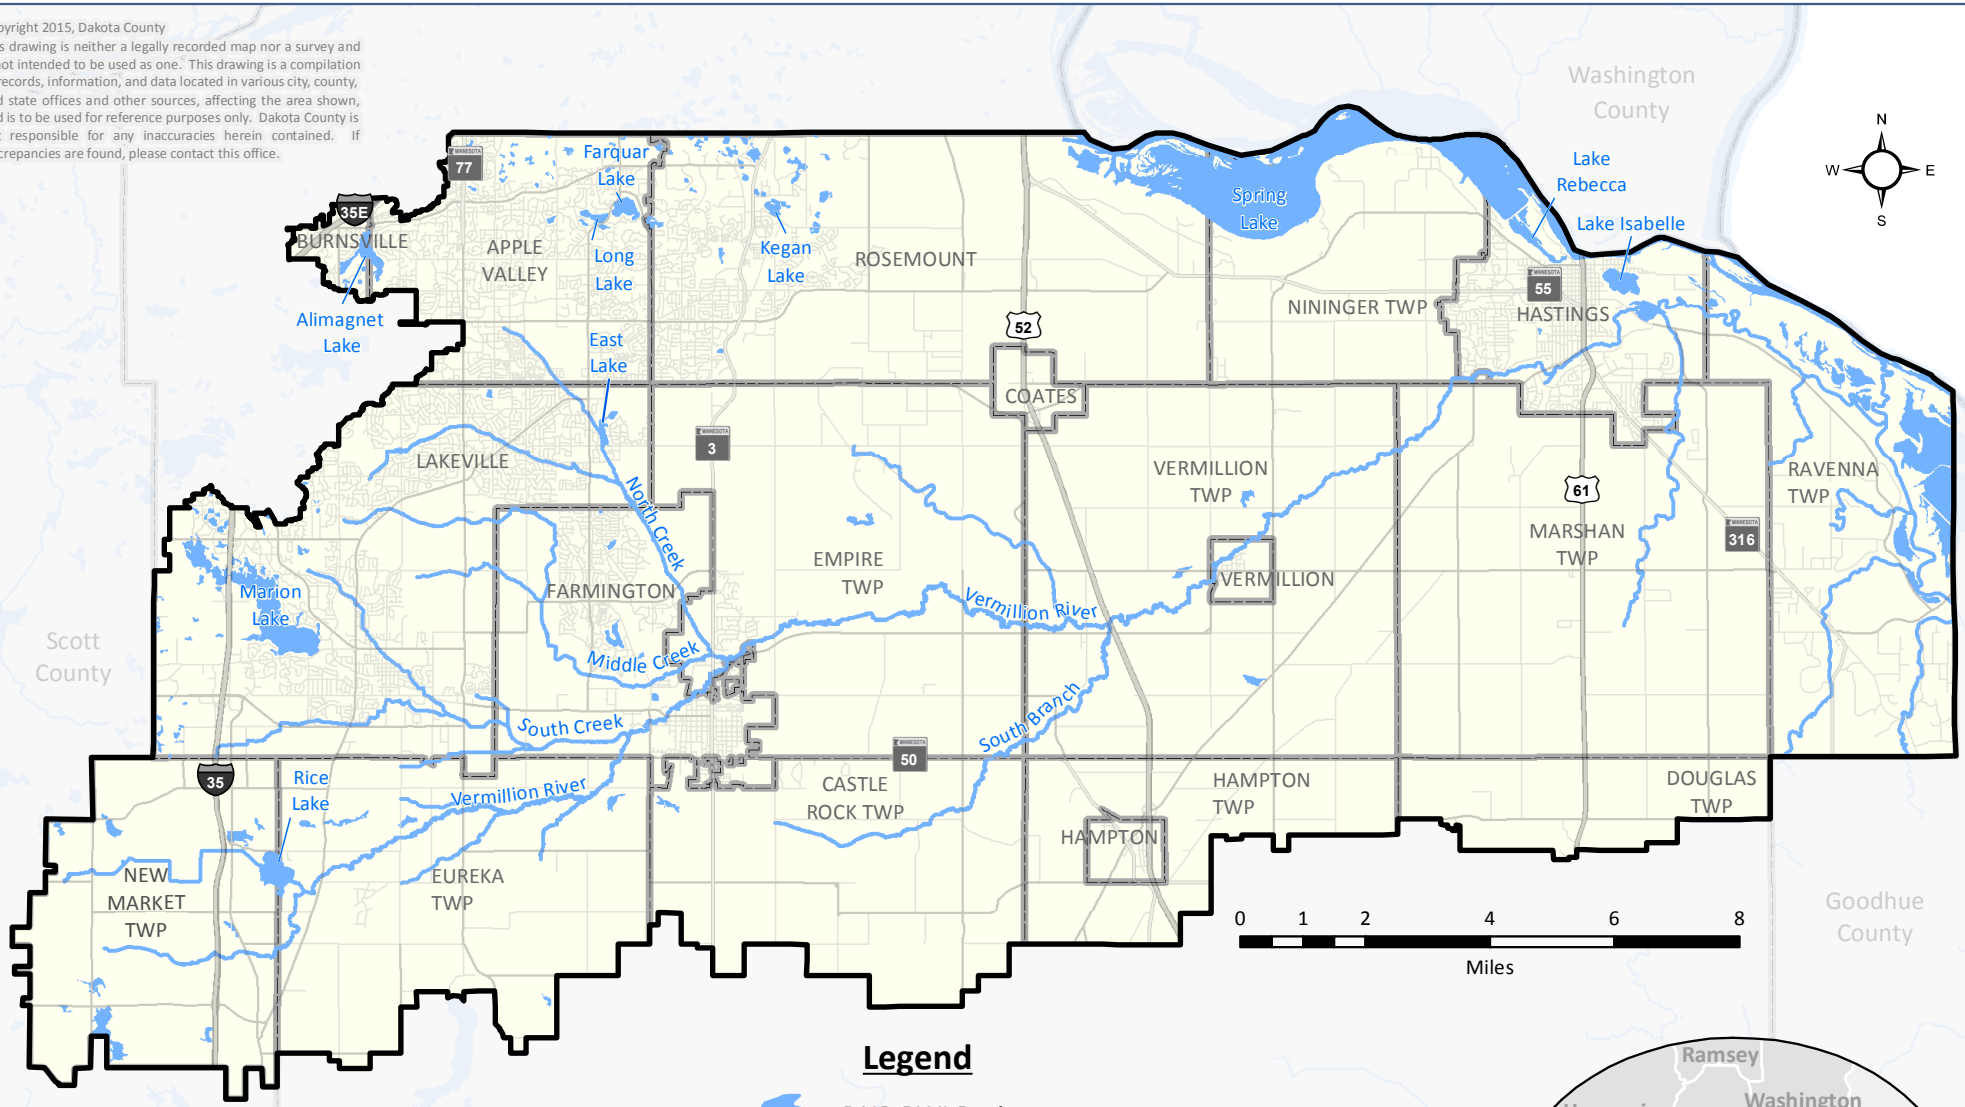 pyright 2015, Dakota County
s drawing is neither a legally recorded map nor a survey and
not intended to be used as one. This drawing is a compilation
records, information, and data located in various city, county,
d state offices and other sources, affecting the area shown,
d is to be used for reference purposes only. Dakota County is
t responsible for any inaccuracies herein contained. If
crepancies are found, please contact this office.
Washington
County
N
W
E
S
MINNESOTA
77
35E
BURNSVILLE
APPLE
VALLEY
Farquar
Lake
Long
Lake
Kegan
Lake
ROSEMOUNT
Spring
Lake
Lake
Rebecca
Lake Isabelle
MINNESOTA
55
HASTINGS
NININGER TWP
Alimagnet
Lake
East
Lake
52
COATES
MINNESOTA
3
LAKEVILLE
North Creek
VERMILLION
TWP
61
RAVENNA
TWP
MARSHAN
TWP
MINNESOTA
316
EMPIRE
TWP
FARMINGTON
VERMILLION
Marion
Lake
Vermillion River
Scott
County
Middle Creek
South Creek
South Branch
MINNESOTA
50
35
Rice
Lake
Vermillion River
CASTLE
ROCK TWP
HAMPTON
TWP
DOUGLAS
TWP
HAMPTON
NEW
MARKET
TWP
EUREKA
TWP
0 1 2 4 6 8
Miles
Goodhue
County
Legend
Ramsey
Washington